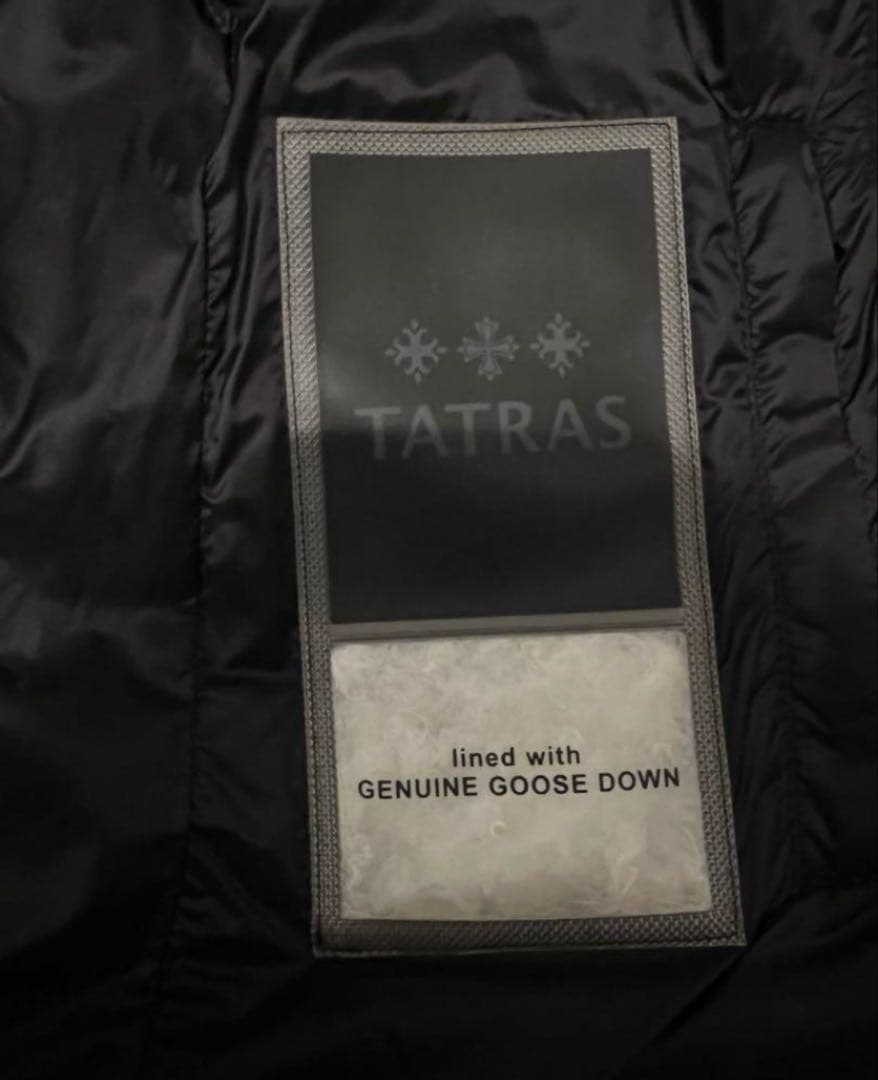 TATRAS
lined with
GENUINE GOOSE DOWN